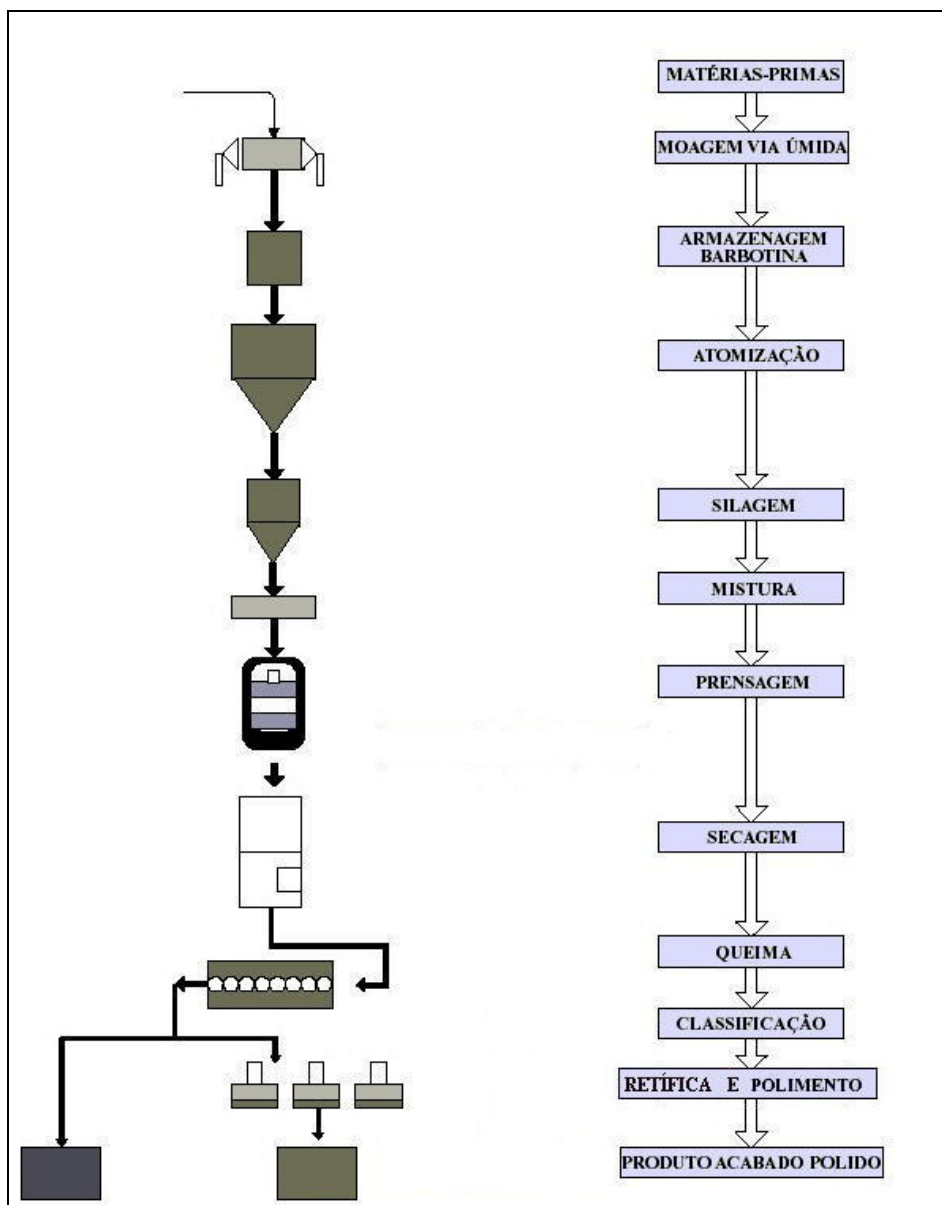 MATÉRIAS-PRIMAS
MOAGEM VIA ÚMIDA
ARMAZENAGEM
BARBOTINA
ATOMIZAÇÃO
SILAGEM
MISTURA
PRENSAGEM
SECAGEM
QUEIMA
CLASSIFICAÇÃO
RETÍFICA E POLIMENTO
PRODUTO ACABADO POLIDO